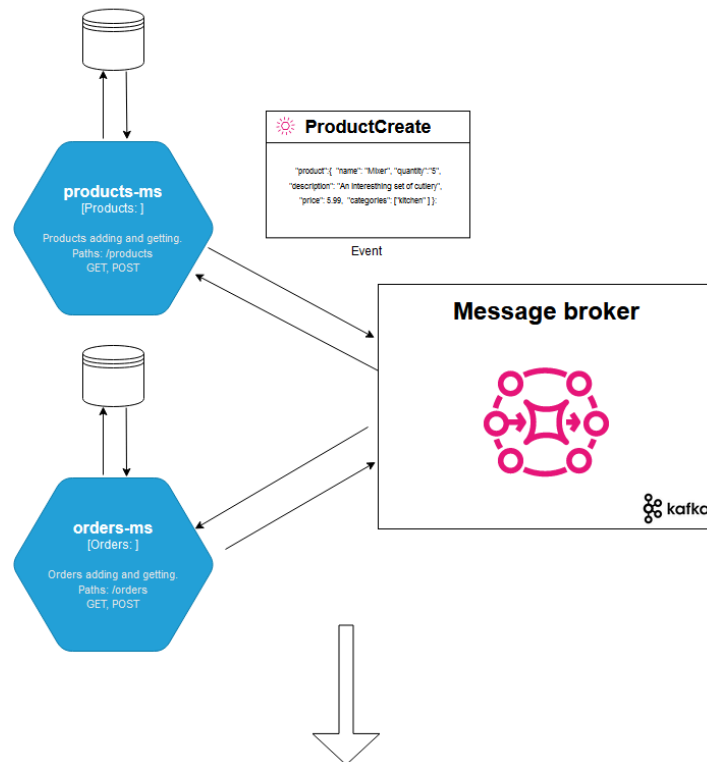 ProductCreate
"product":{ "name": "Mixer", "quantity":"5",
"description": "An interesthing set of cutlery",
"price": 5.99, "categories": ["kitchen" ] }:
Event
products-ms
[Products: ]
Products adding and getting.
Paths: /products
GET, POST
Message broker
kafka
orders-ms
[Orders: ]
Orders adding and getting.
Paths: /orders
GET, POST